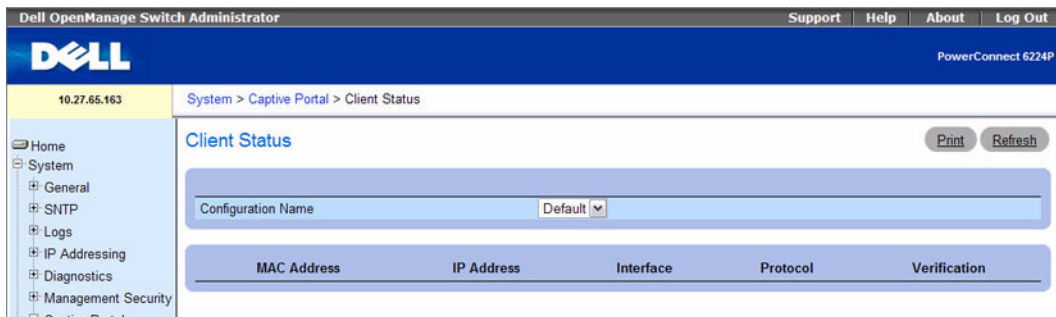 Dell OpenManage Switch Administrator Support Help About Log Out
DELL
PowerConnect 6224P
10.27.65.163
System > Captive Portal > Client Status
Home
System
General
SNTP
Logs
IP Addressing
Diagnostics
Management Security
Client Status
Print Refresh
Configuration Name Default
MAC Address IP Address Interface Protocol Verification